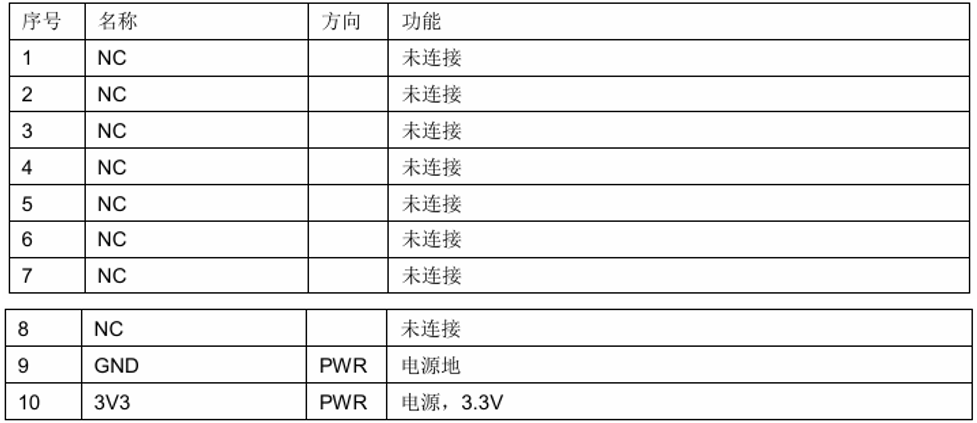 序号 名称 方向 功能
1 NC 未连接
2 NC 未连接
3 NC 未连接
4 NC 未连接
5 NC 未连接
6 NC 未连接
7 NC 未连接
8 NC 未连接
9 GND PWR 电源地
10 3V3 PWR 电源，3.3V